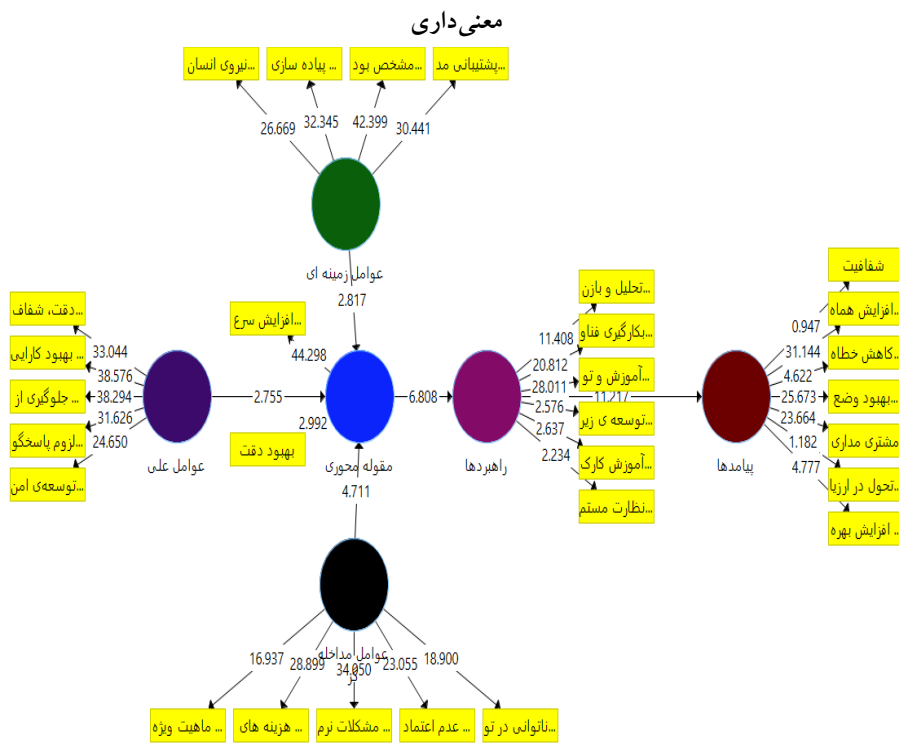 معنی‌داری
نیروی انسان...
پیاده سازی ...
مشخص بود...
پشتیبانی مد...
26.669
32.345
42.399
30.441
عوامل زمینه ای
2.817
دقت، شفاف...
بهبود کارایی ...
جلوگیری از ...
لزوم پاسخگو...
توسعه‌ی امن...
33.044
38.576
38.294
31.626
24.650
عوامل علی
2.755
افزایش سرع...
44.298
2.992
بهبود دقت
مقوله محوری
4.711
6.808
راهبردها
11.408
20.812
28.011
11.217
2.576
2.637
2.234
تحلیل و بازن...
بکارگیری فناو...
آموزش و تو...
توسعه ی زیر...
آموزش کارک...
نظارت مستم...
پیامدها
0.947
31.144
4.622
25.673
23.664
1.182
4.777
شفافیت
افزایش هماه...
کاهش خطاه...
بهبود وضع...
مشتری مداری
تحول در ارزیا...
افزایش بهره ...
عوامل مداخله
گر
16.937
28.899
34.050
23.055
18.900
ماهیت ویژه ...
هزینه های ...
مشکلات نرم ...
عدم اعتماد ...
ناتوانی در تو...